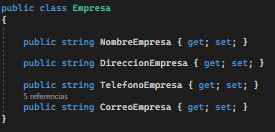 public class Empresa
{
public string NombreEmpresa { get; set; }
public string DireccionEmpresa { get; set; }
public string TelefonoEmpresa { get; set; }
5 referencias
public string CorreoEmpresa { get; set; }
}